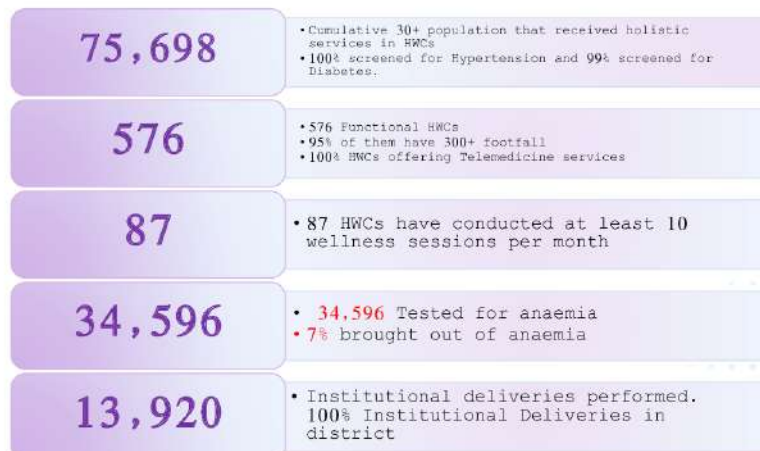 75,698
• Cumulative 30+ population that received holistic
services in HWCs
• 100% screened for Hypertension and 99% screened for
Diabetes.
576
• 576 Functional HWCs
• 95% of them have 300+ footfall
• 100% HWCs offering Telemedicine services
87
• 87 HWCs have conducted at least 10
wellness sessions per month
34,596
• 34,596 Tested for anaemia
• 7% brought out of anaemia
13,920
• Institutional deliveries performed.
100% Institutional Deliveries in
district